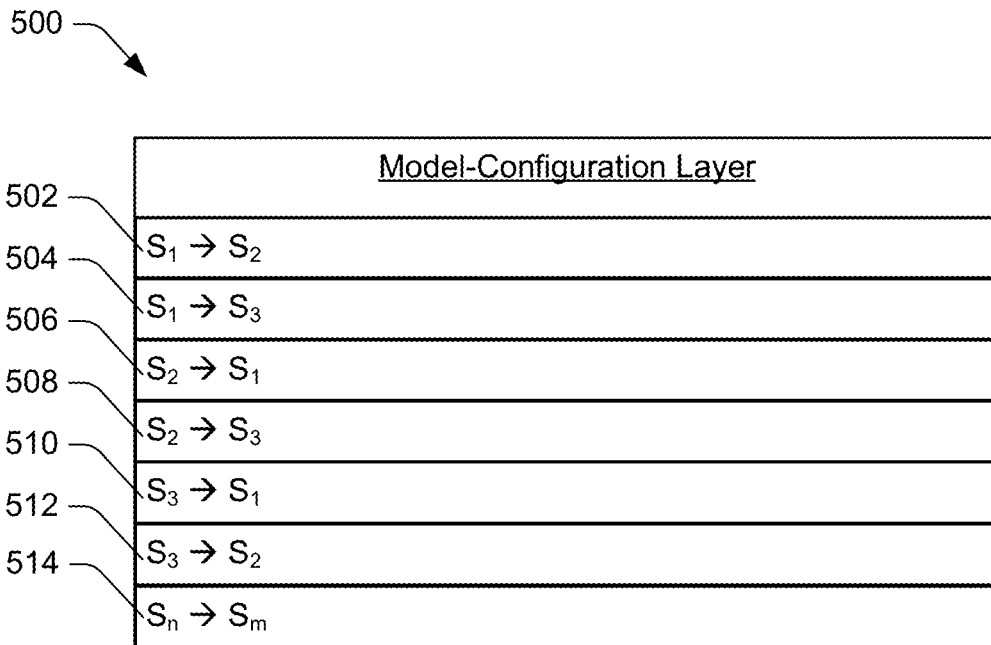 500
Model-Configuration Layer
502
S₁ → S₂
504
S₁ → S₃
506
S₂ → S₁
508
S₂ → S₃
510
S₃ → S₁
512
S₃ → S₂
514
Sₙ → Sₘ